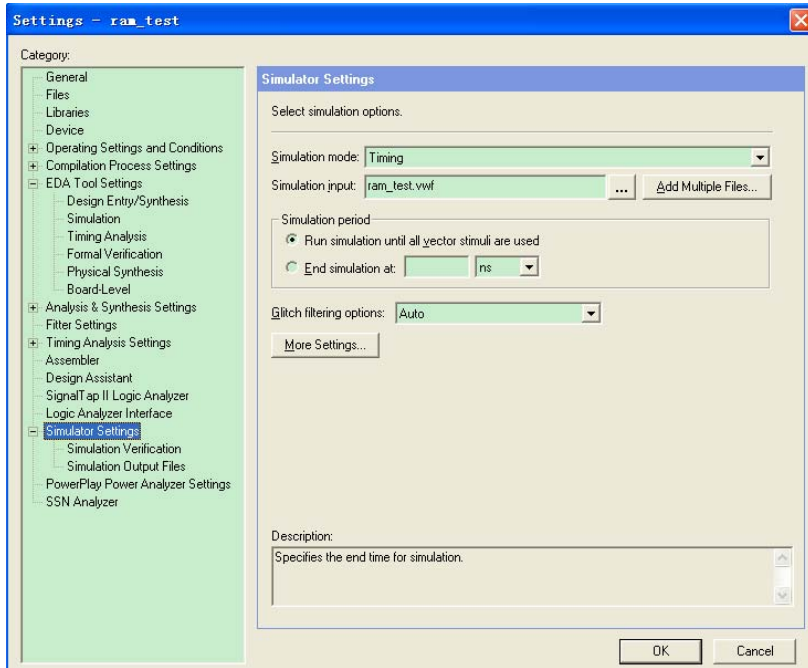 Settings - ram_test
Category:
General
Files
Libraries
Device
Operating Settings and Conditions
Compilation Process Settings
EDA Tool Settings
Design Entry/Synthesis
Simulation
Timing Analysis
Formal Verification
Physical Synthesis
Board-Level
Analysis & Synthesis Settings
Fitter Settings
Timing Analysis Settings
Assembler
Design Assistant
SignalTap II Logic Analyzer
Logic Analyzer Interface
Simulator Settings
Simulation Verification
Simulation Output Files
PowerPlay Power Analyzer Settings
SSN Analyzer
Simulator Settings
Select simulation options.
Simulation mode: Timing
Simulation input: ram_test.vwf ... Add Multiple Files...
Simulation period
Run simulation until all vector stimuli are used
End simulation at: ns
Glitch filtering options: Auto
More Settings...
Description:
Specifies the end time for simulation.
OK Cancel